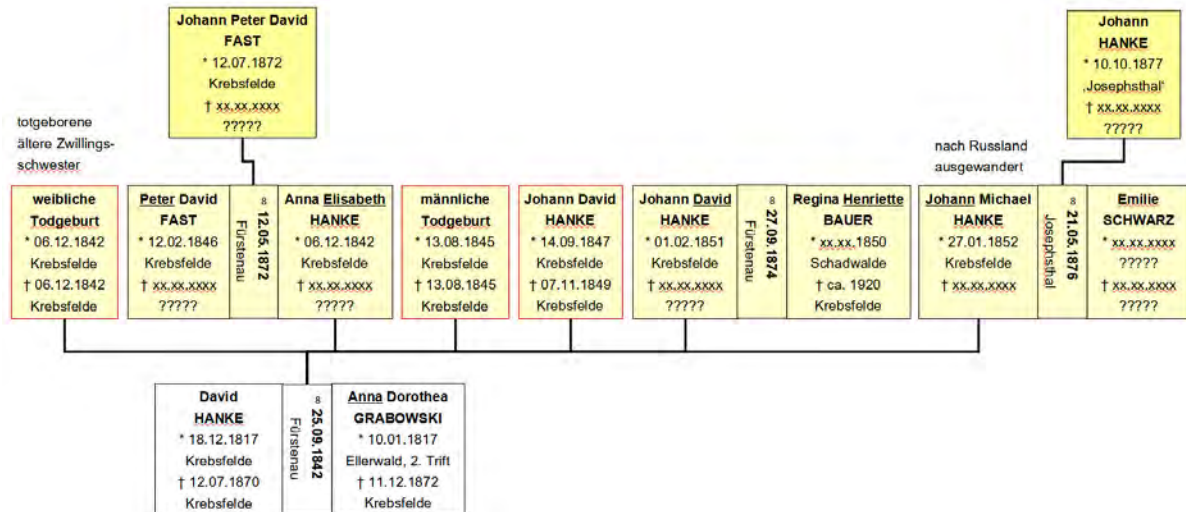 Johann Peter David
FAST
* 12.07.1872
Krebsfelde
† xx.xx.xxxx
?????
Johann
HANKE
* 10.10.1877
‚Josephsthal‘
† xx.xx.xxxx
?????
totgeborene
ältere Zwillings-
schwester
nach Russland
ausgewandert
weibliche
Todgeburt
* 06.12.1842
Krebsfelde
† 06.12.1842
Krebsfelde
Peter David
FAST
* 12.02.1846
Krebsfelde
† xx.xx.xxxx
?????
∞ 12.05.1872
Fürstenau
Anna Elisabeth
HANKE
* 06.12.1842
Krebsfelde
† xx.xx.xxxx
?????
männliche
Todgeburt
* 13.08.1845
Krebsfelde
† 13.08.1845
Krebsfelde
Johann David
HANKE
* 14.09.1847
Krebsfelde
† 07.11.1849
Krebsfelde
Johann David
HANKE
* 01.02.1851
Krebsfelde
† xx.xx.xxxx
?????
∞ 27.09.1874
Fürstenau
Regina Henriette
BAUER
* xx.xx.1850
Schadwalde
† ca. 1920
Krebsfelde
Johann Michael
HANKE
* 27.01.1852
Krebsfelde
† xx.xx.xxxx
∞ 21.05.1876
Josephsthal
Emilie
SCHWARZ
* xx.xx.xxxx
?????
† xx.xx.xxxx
?????
David
HANKE
* 18.12.1817
Krebsfelde
† 12.07.1870
Krebsfelde
∞ 25.09.1842
Fürstenau
Anna Dorothea
GRABOWSKI
* 10.01.1817
Ellerwald, 2. Trift
† 11.12.1872
Krebsfelde